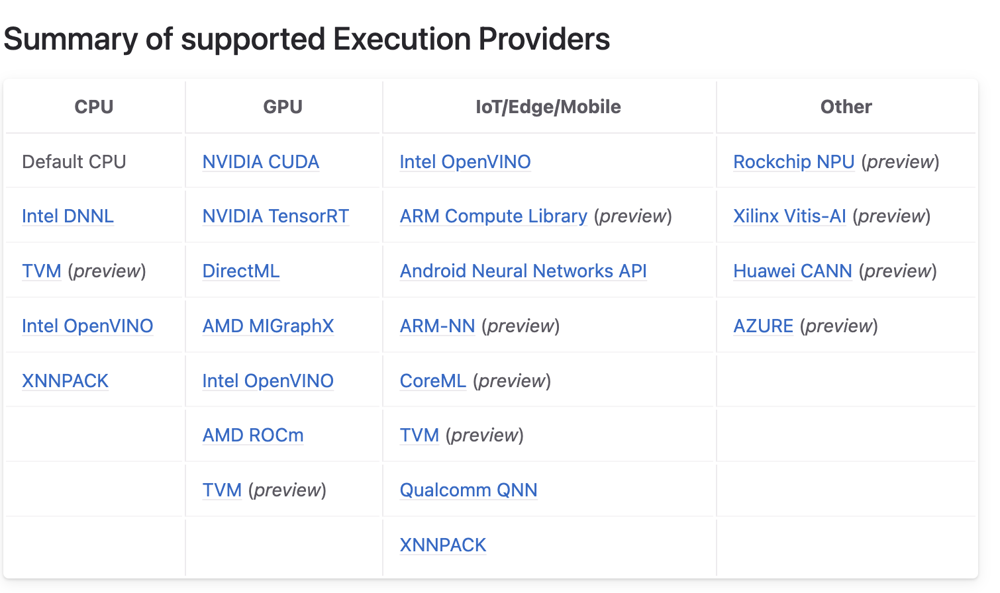 Summary of supported Execution Providers
CPU GPU IoT/Edge/Mobile Other
Default CPU NVIDIA CUDA Intel OpenVINO Rockchip NPU (preview)
Intel DNNL NVIDIA TensorRT ARM Compute Library (preview) Xilinx Vitis-AI (preview)
TVM (preview) DirectML Android Neural Networks API Huawei CANN (preview)
Intel OpenVINO AMD MIGraphX ARM-NN (preview) AZURE (preview)
XNNPACK Intel OpenVINO CoreML (preview)
AMD ROCm TVM (preview)
TVM (preview) Qualcomm QNN
XNNPACK